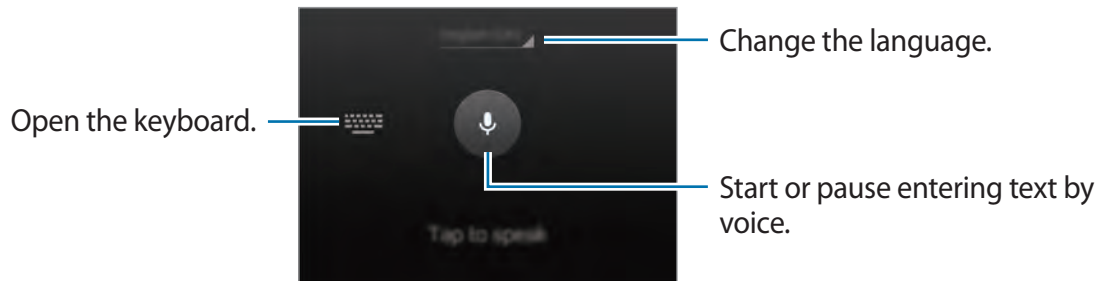 Change the language.
Open the keyboard.
Start or pause entering text by
voice.
Tap to speak